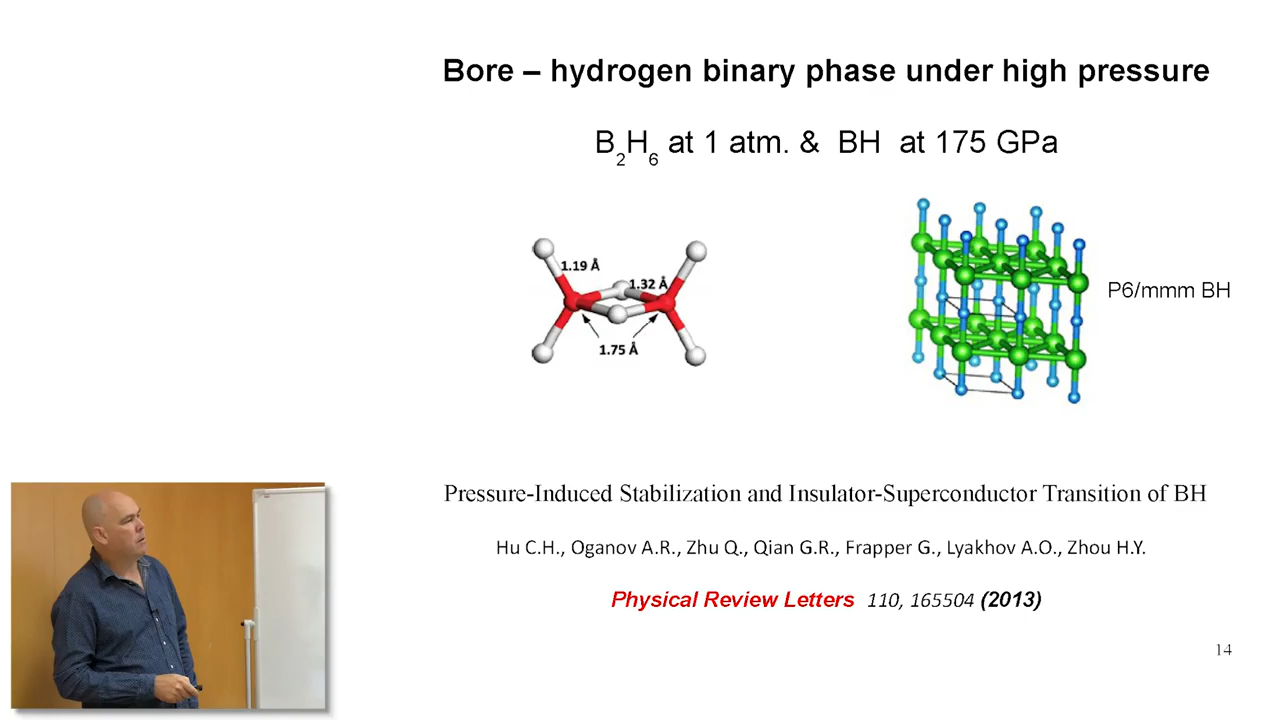 Bore – hydrogen binary phase under high pressure
B₂H₆ at 1 atm. & BH at 175 GPa
1.19 Å
1.32 Å
1.75 Å
P6/mmm BH
Pressure-Induced Stabilization and Insulator-Superconductor Transition of BH
Hu C.H., Oganov A.R., Zhu Q., Qian G.R., Frapper G., Lyakhov A.O., Zhou H.Y.
Physical Review Letters 110, 165504 (2013)
14